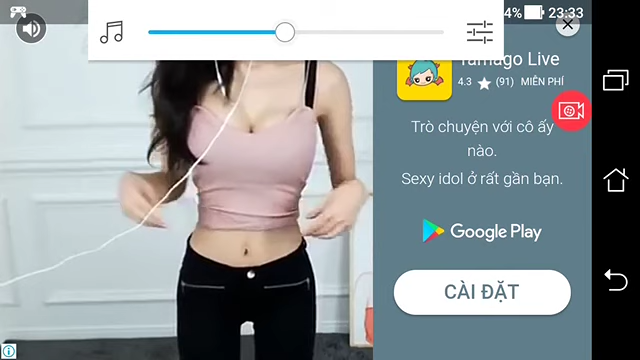 4% 23:33
Tamago Live
4.3 (91) MIỄN PHÍ
Trò chuyện với cô ấy
nào.
Sexy idol ở rất gần bạn.
Google Play
CÀI ĐẶT